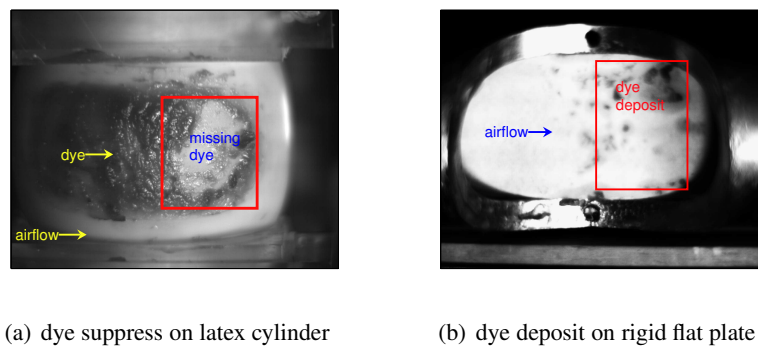 missing
dye
dye
airflow
dye
deposit
airflow
(a) dye suppress on latex cylinder
(b) dye deposit on rigid flat plate